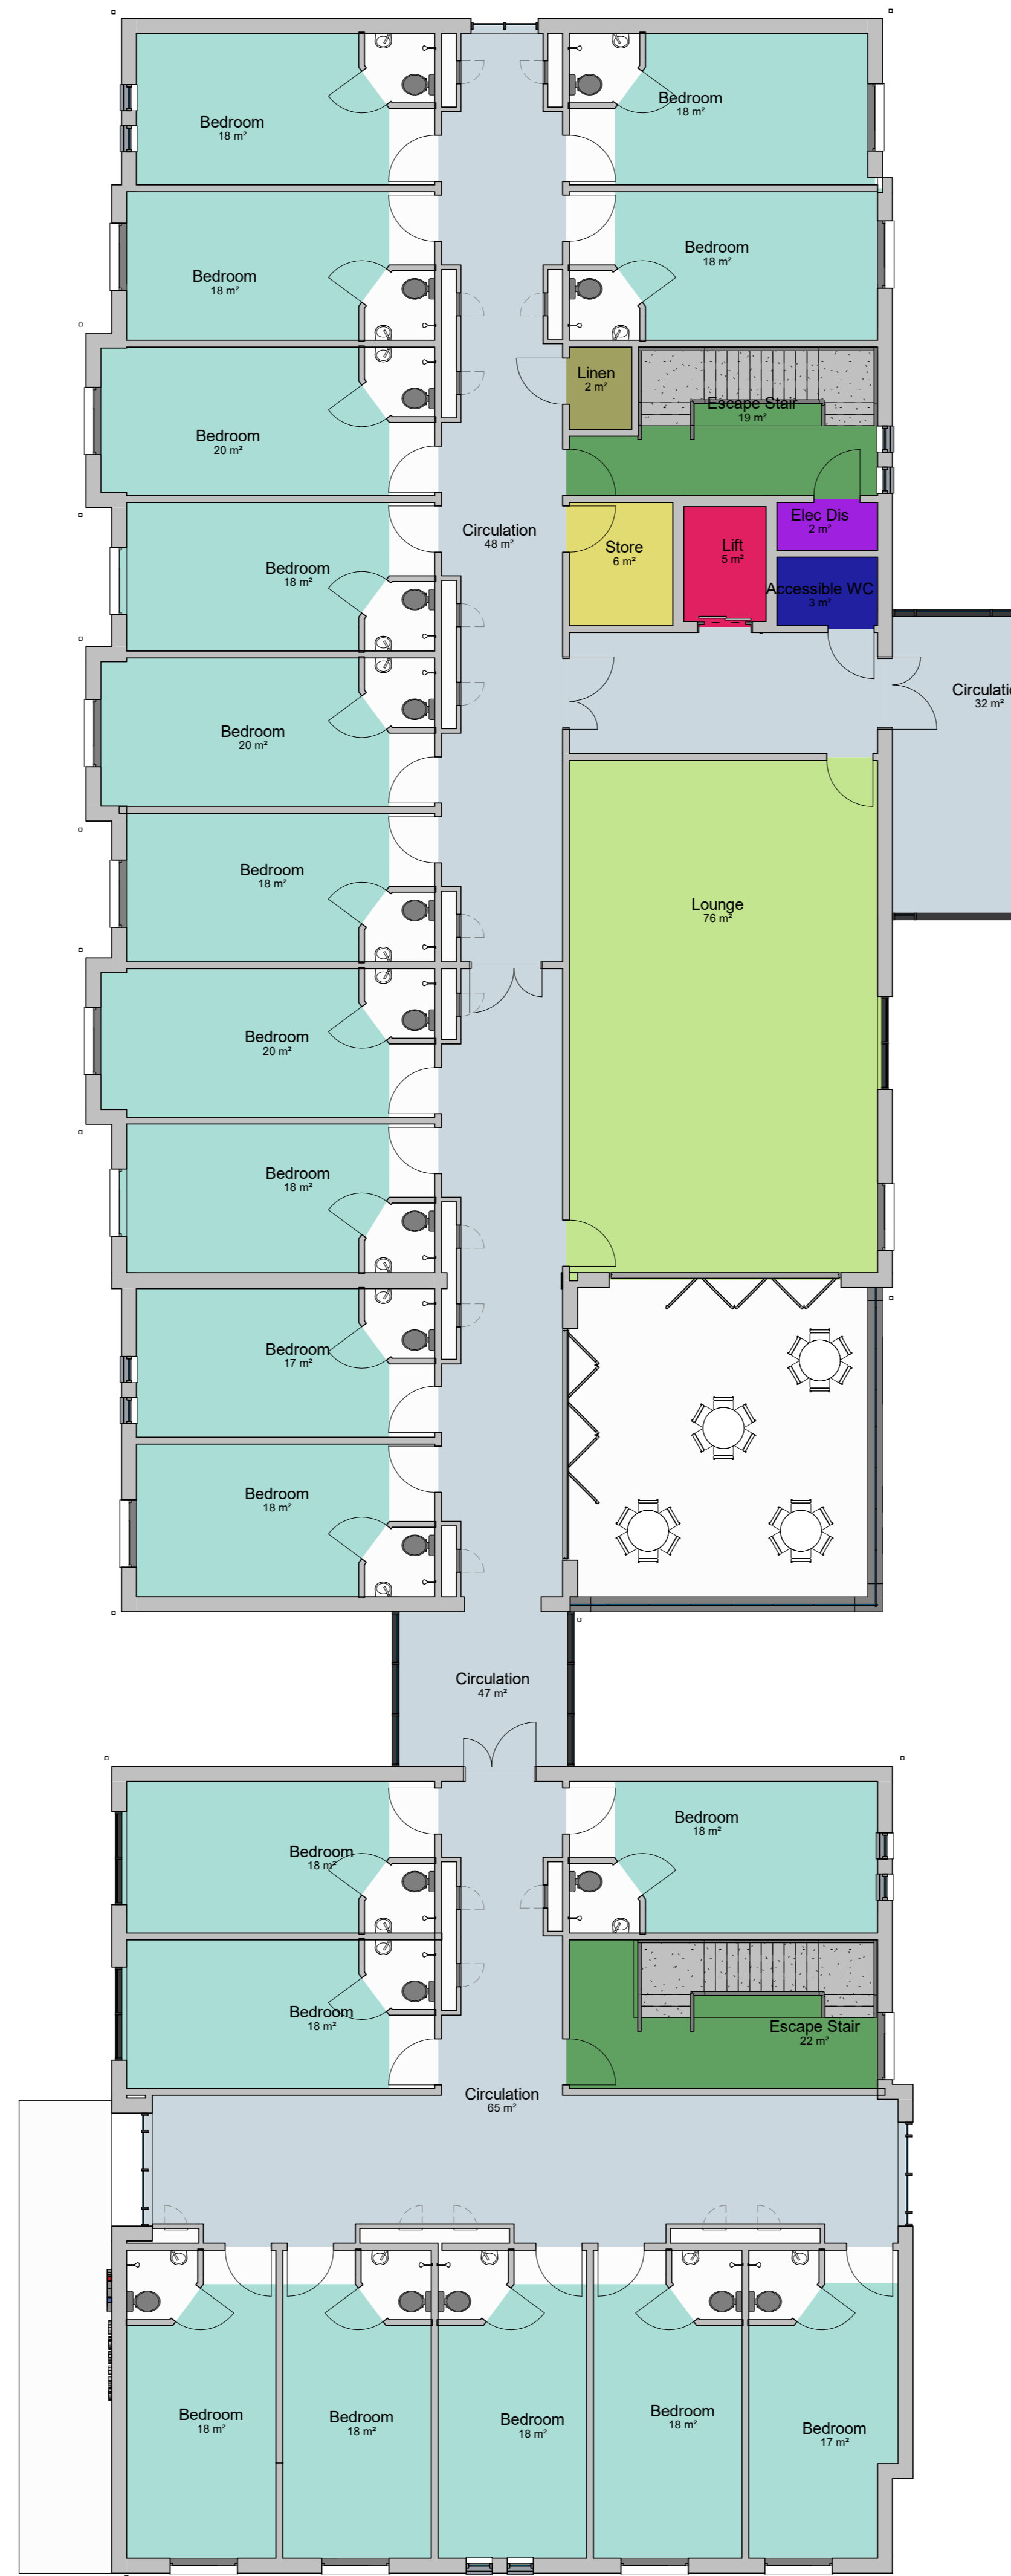 Bedroom
18 m²
Bedroom
18 m²
Bedroom
18 m²
Bedroom
18 m²
Linen
2 m²
Escape Stair
19 m²
Bedroom
20 m²
Circulation
48 m²
Elec Dis
2 m²
Store
6 m²
Lift
5 m²
Bedroom
18 m²
Accessible WC
3 m²
Circulati
32 m²
Bedroom
20 m²
Bedroom
18 m²
Lounge
76 m²
Bedroom
20 m²
Bedroom
18 m²
Bedroom
17 m²
Bedroom
18 m²
Circulation
47 m²
Bedroom
18 m²
Bedroom
18 m²
Bedroom
18 m²
Escape Stair
22 m²
Circulation
65 m²
Bedroom
18 m²
Bedroom
18 m²
Bedroom
18 m²
Bedroom
18 m²
Bedroom
17 m²